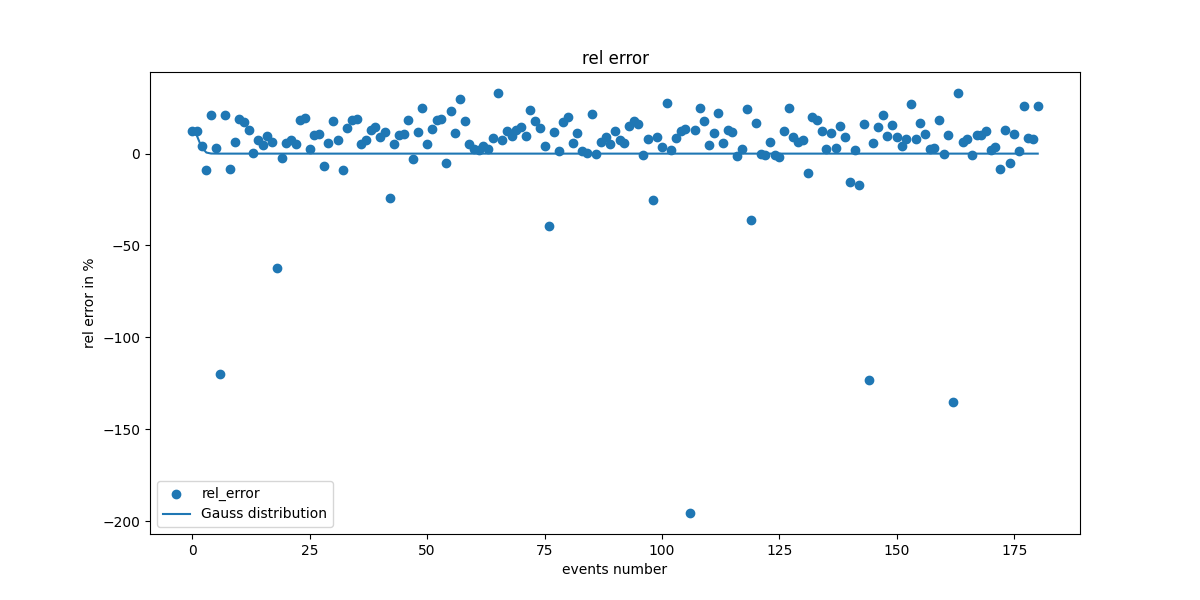 rel error
rel error in %
0
−50
−100
−150
−200
rel_error
Gauss distribution
0 25 50 75 100 125 150 175
events number